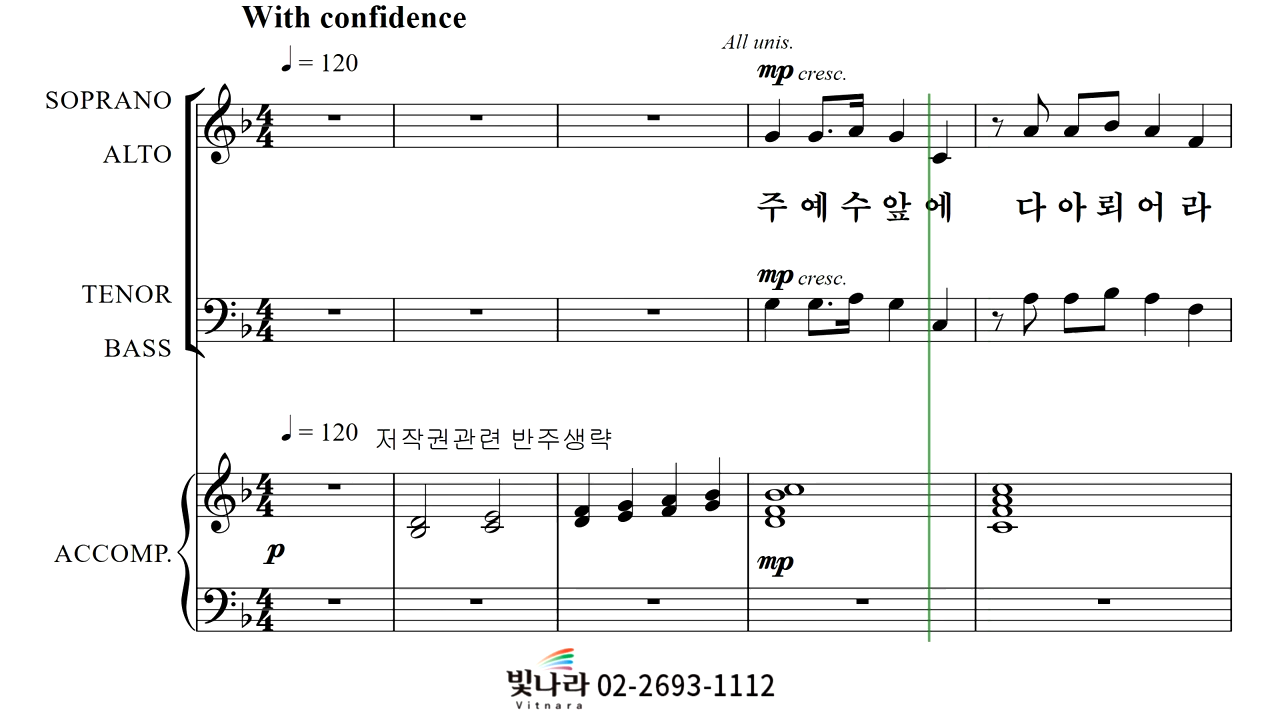 With confidence
♩ = 120
All unis.
mp cresc.
SOPRANO
ALTO
주 예 수 앞 에 다 아 뢰 어 라
mp cresc.
TENOR
BASS
♩ = 120 저작권관련 반주생략
p
ACCOMP.
mp
빛나라 02-2693-1112
Vitnara